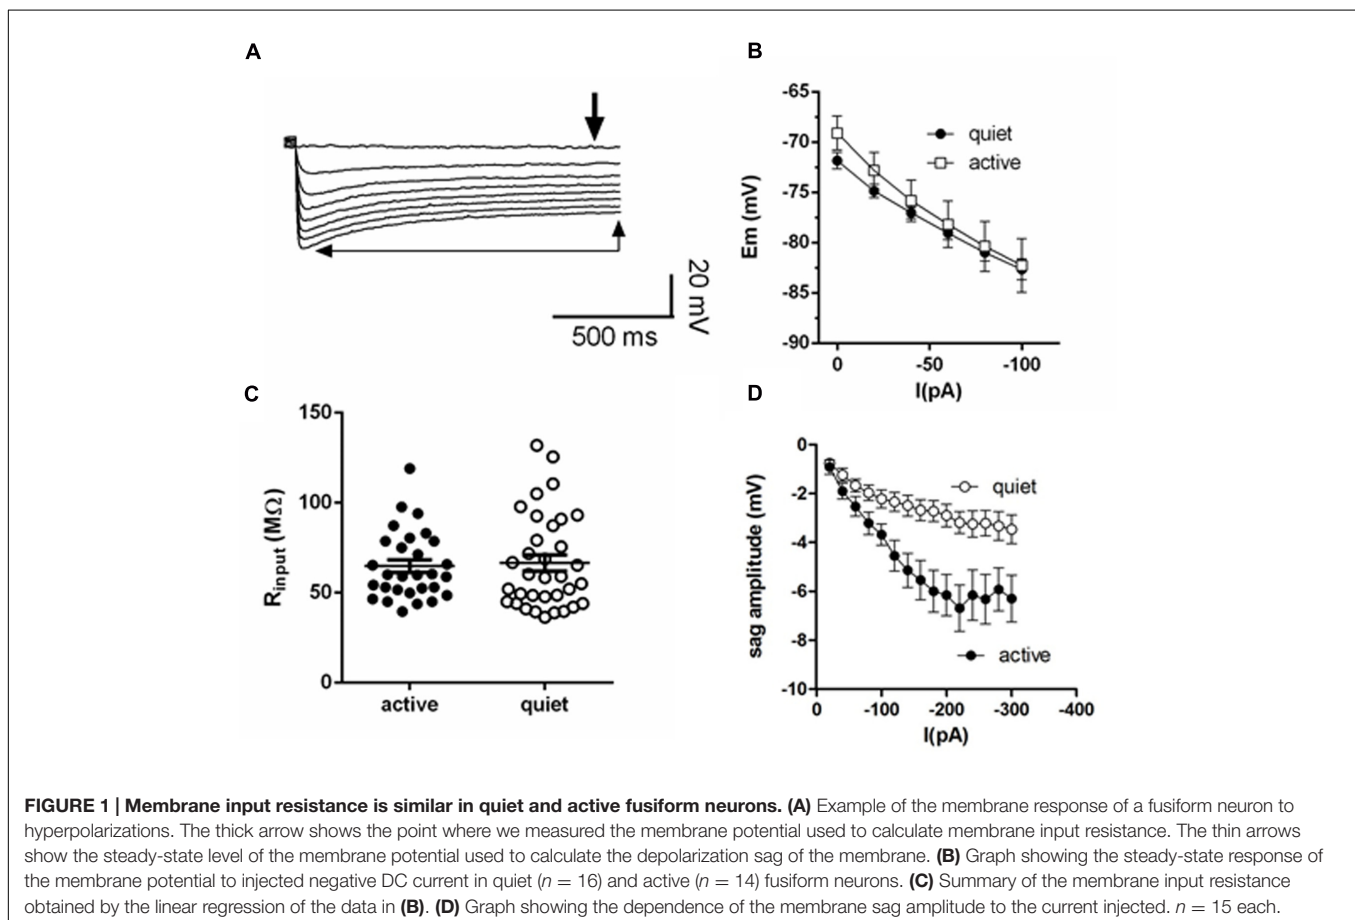 A
20 mV
500 ms
B
-65
-70
-75
-80
-85
-90
Em (mV)
quiet
active
0
-50
-100
I(pA)
C
150
100
50
0
Rinput (MΩ)
active
quiet
D
0
-2
-4
-6
-8
-10
sag amplitude (mV)
quiet
active
0
-100
-200
-300
-400
I(pA)
FIGURE 1 | Membrane input resistance is similar in quiet and active fusiform neurons. (A) Example of the membrane response of a fusiform neuron to
hyperpolarizations. The thick arrow shows the point where we measured the membrane potential used to calculate membrane input resistance. The thin arrows
show the steady-state level of the membrane potential used to calculate the depolarization sag of the membrane. (B) Graph showing the steady-state response of
the membrane potential to injected negative DC current in quiet (n = 16) and active (n = 14) fusiform neurons. (C) Summary of the membrane input resistance
obtained by the linear regression of the data in (B). (D) Graph showing the dependence of the membrane sag amplitude to the current injected. n = 15 each.